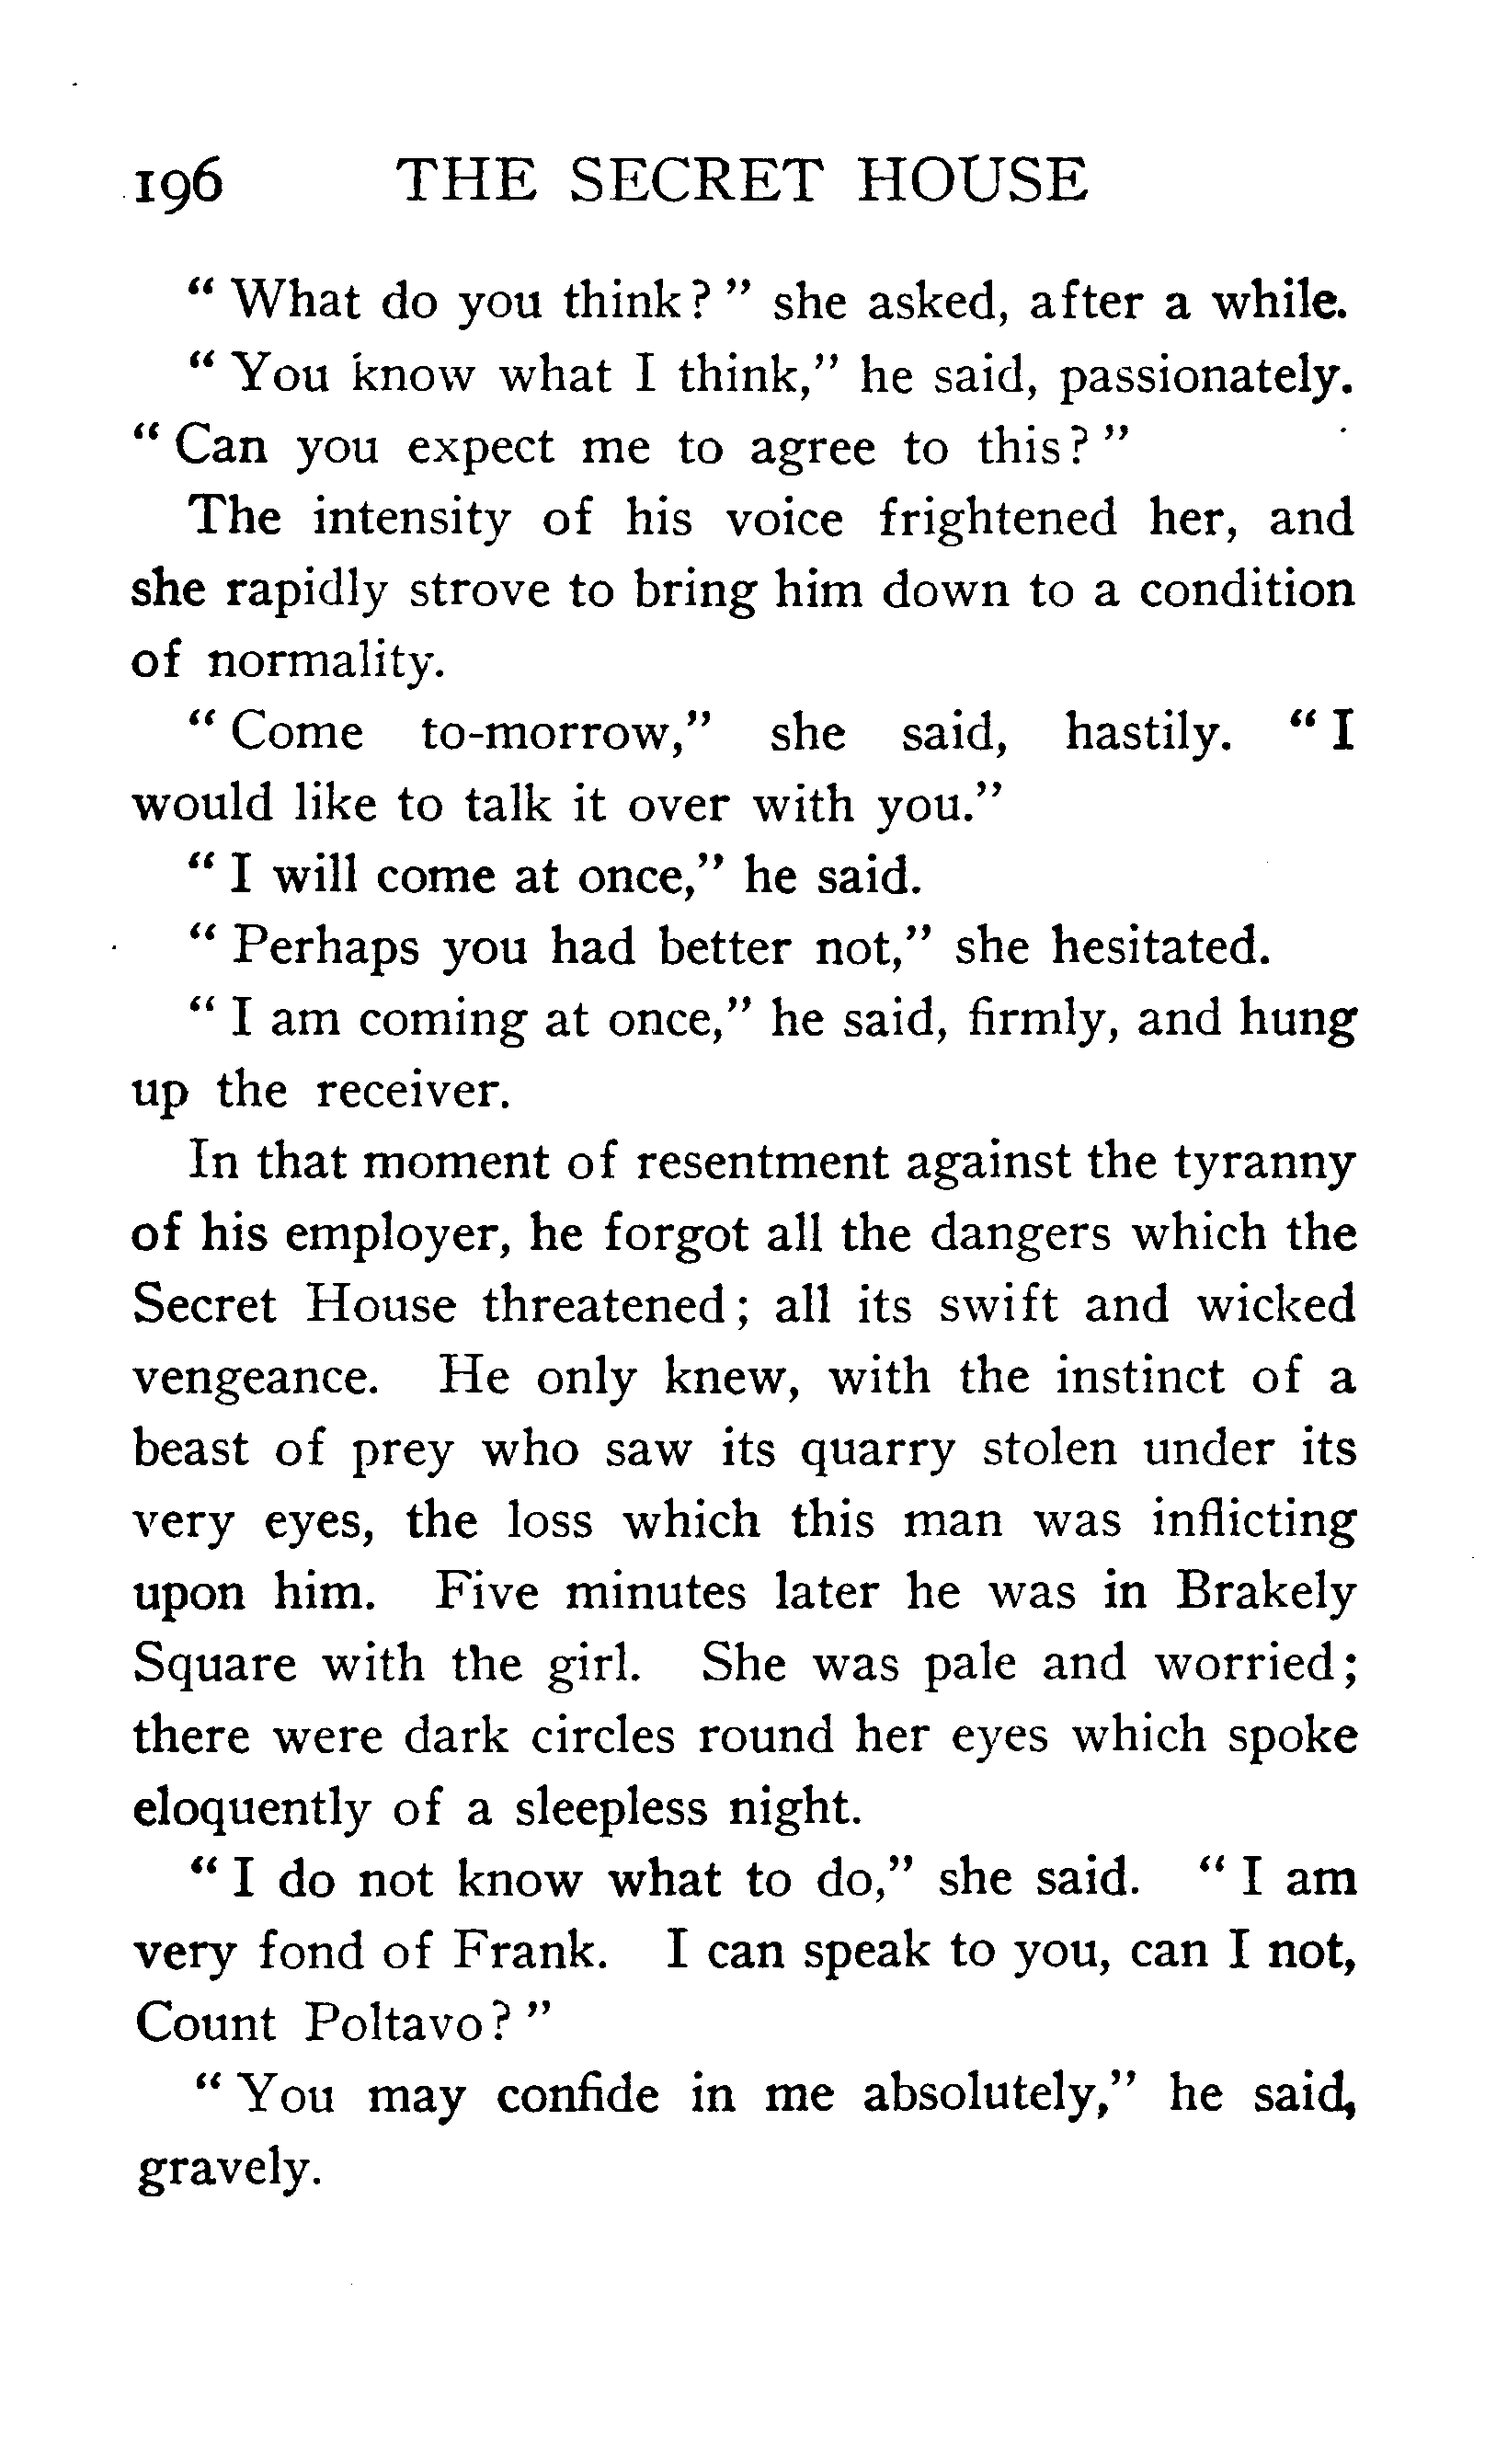 196 THE SECRET HOUSE
“ What do you think? ” she asked, after a while.
“ You know what I think,” he said, passionately.
“ Can you expect me to agree to this? ”
The intensity of his voice frightened her, and
she rapidly strove to bring him down to a condition
of normality.
“ Come to-morrow,” she said, hastily. “ I
would like to talk it over with you.”
“ I will come at once,” he said.
“ Perhaps you had better not,” she hesitated.
“ I am coming at once,” he said, firmly, and hung
up the receiver.
In that moment of resentment against the tyranny
of his employer, he forgot all the dangers which the
Secret House threatened; all its swift and wicked
vengeance. He only knew, with the instinct of a
beast of prey who saw its quarry stolen under its
very eyes, the loss which this man was inflicting
upon him. Five minutes later he was in Brakely
Square with the girl. She was pale and worried;
there were dark circles round her eyes which spoke
eloquently of a sleepless night.
“ I do not know what to do,” she said. “ I am
very fond of Frank. I can speak to you, can I not,
Count Poltavo? ”
“ You may confide in me absolutely,” he said,
gravely.